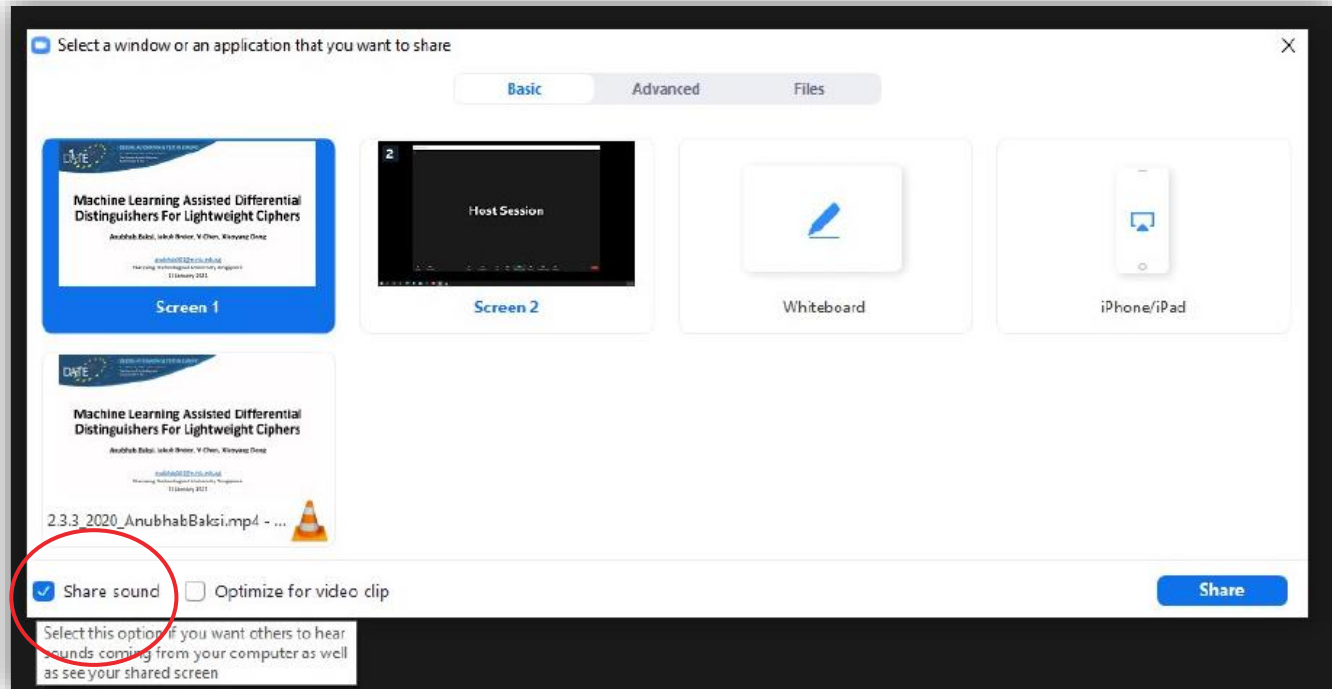 Select a window or an application that you want to share
Basic Advanced Files
DATE
Machine Learning Assisted Differential
Distinguishers For Lightweight Ciphers
Screen 1
2
Host Session
Screen 2
Whiteboard
iPhone/iPad
DATE
Machine Learning Assisted Differential
Distinguishers For Lightweight Ciphers
2.3.3_2020_AnubhabBaksi.mp4 - ...
Share sound Optimize for video clip
Share
Select this option if you want others to hear
sounds coming from your computer as well
as see your shared screen